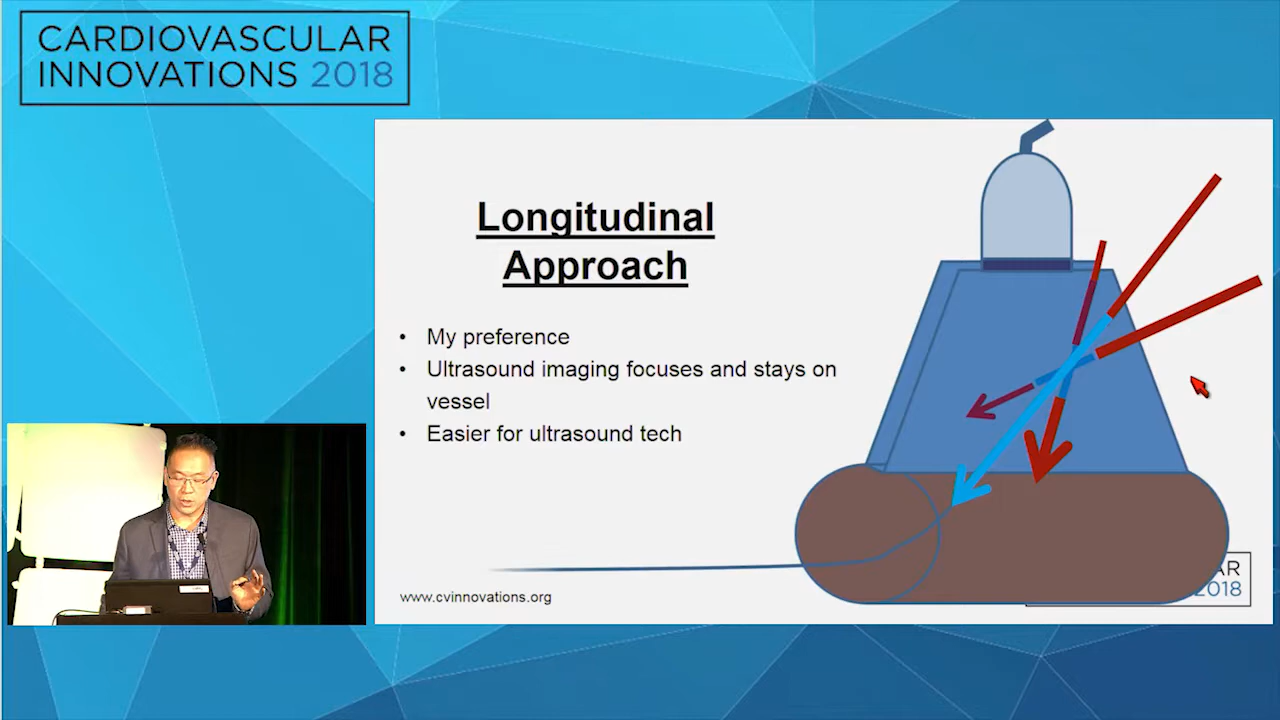 CARDIOVASCULAR
INNOVATIONS 2018
Longitudinal
Approach
• My preference
• Ultrasound imaging focuses and stays on
vessel
• Easier for ultrasound tech
www.cvinnovations.org
AR
2018